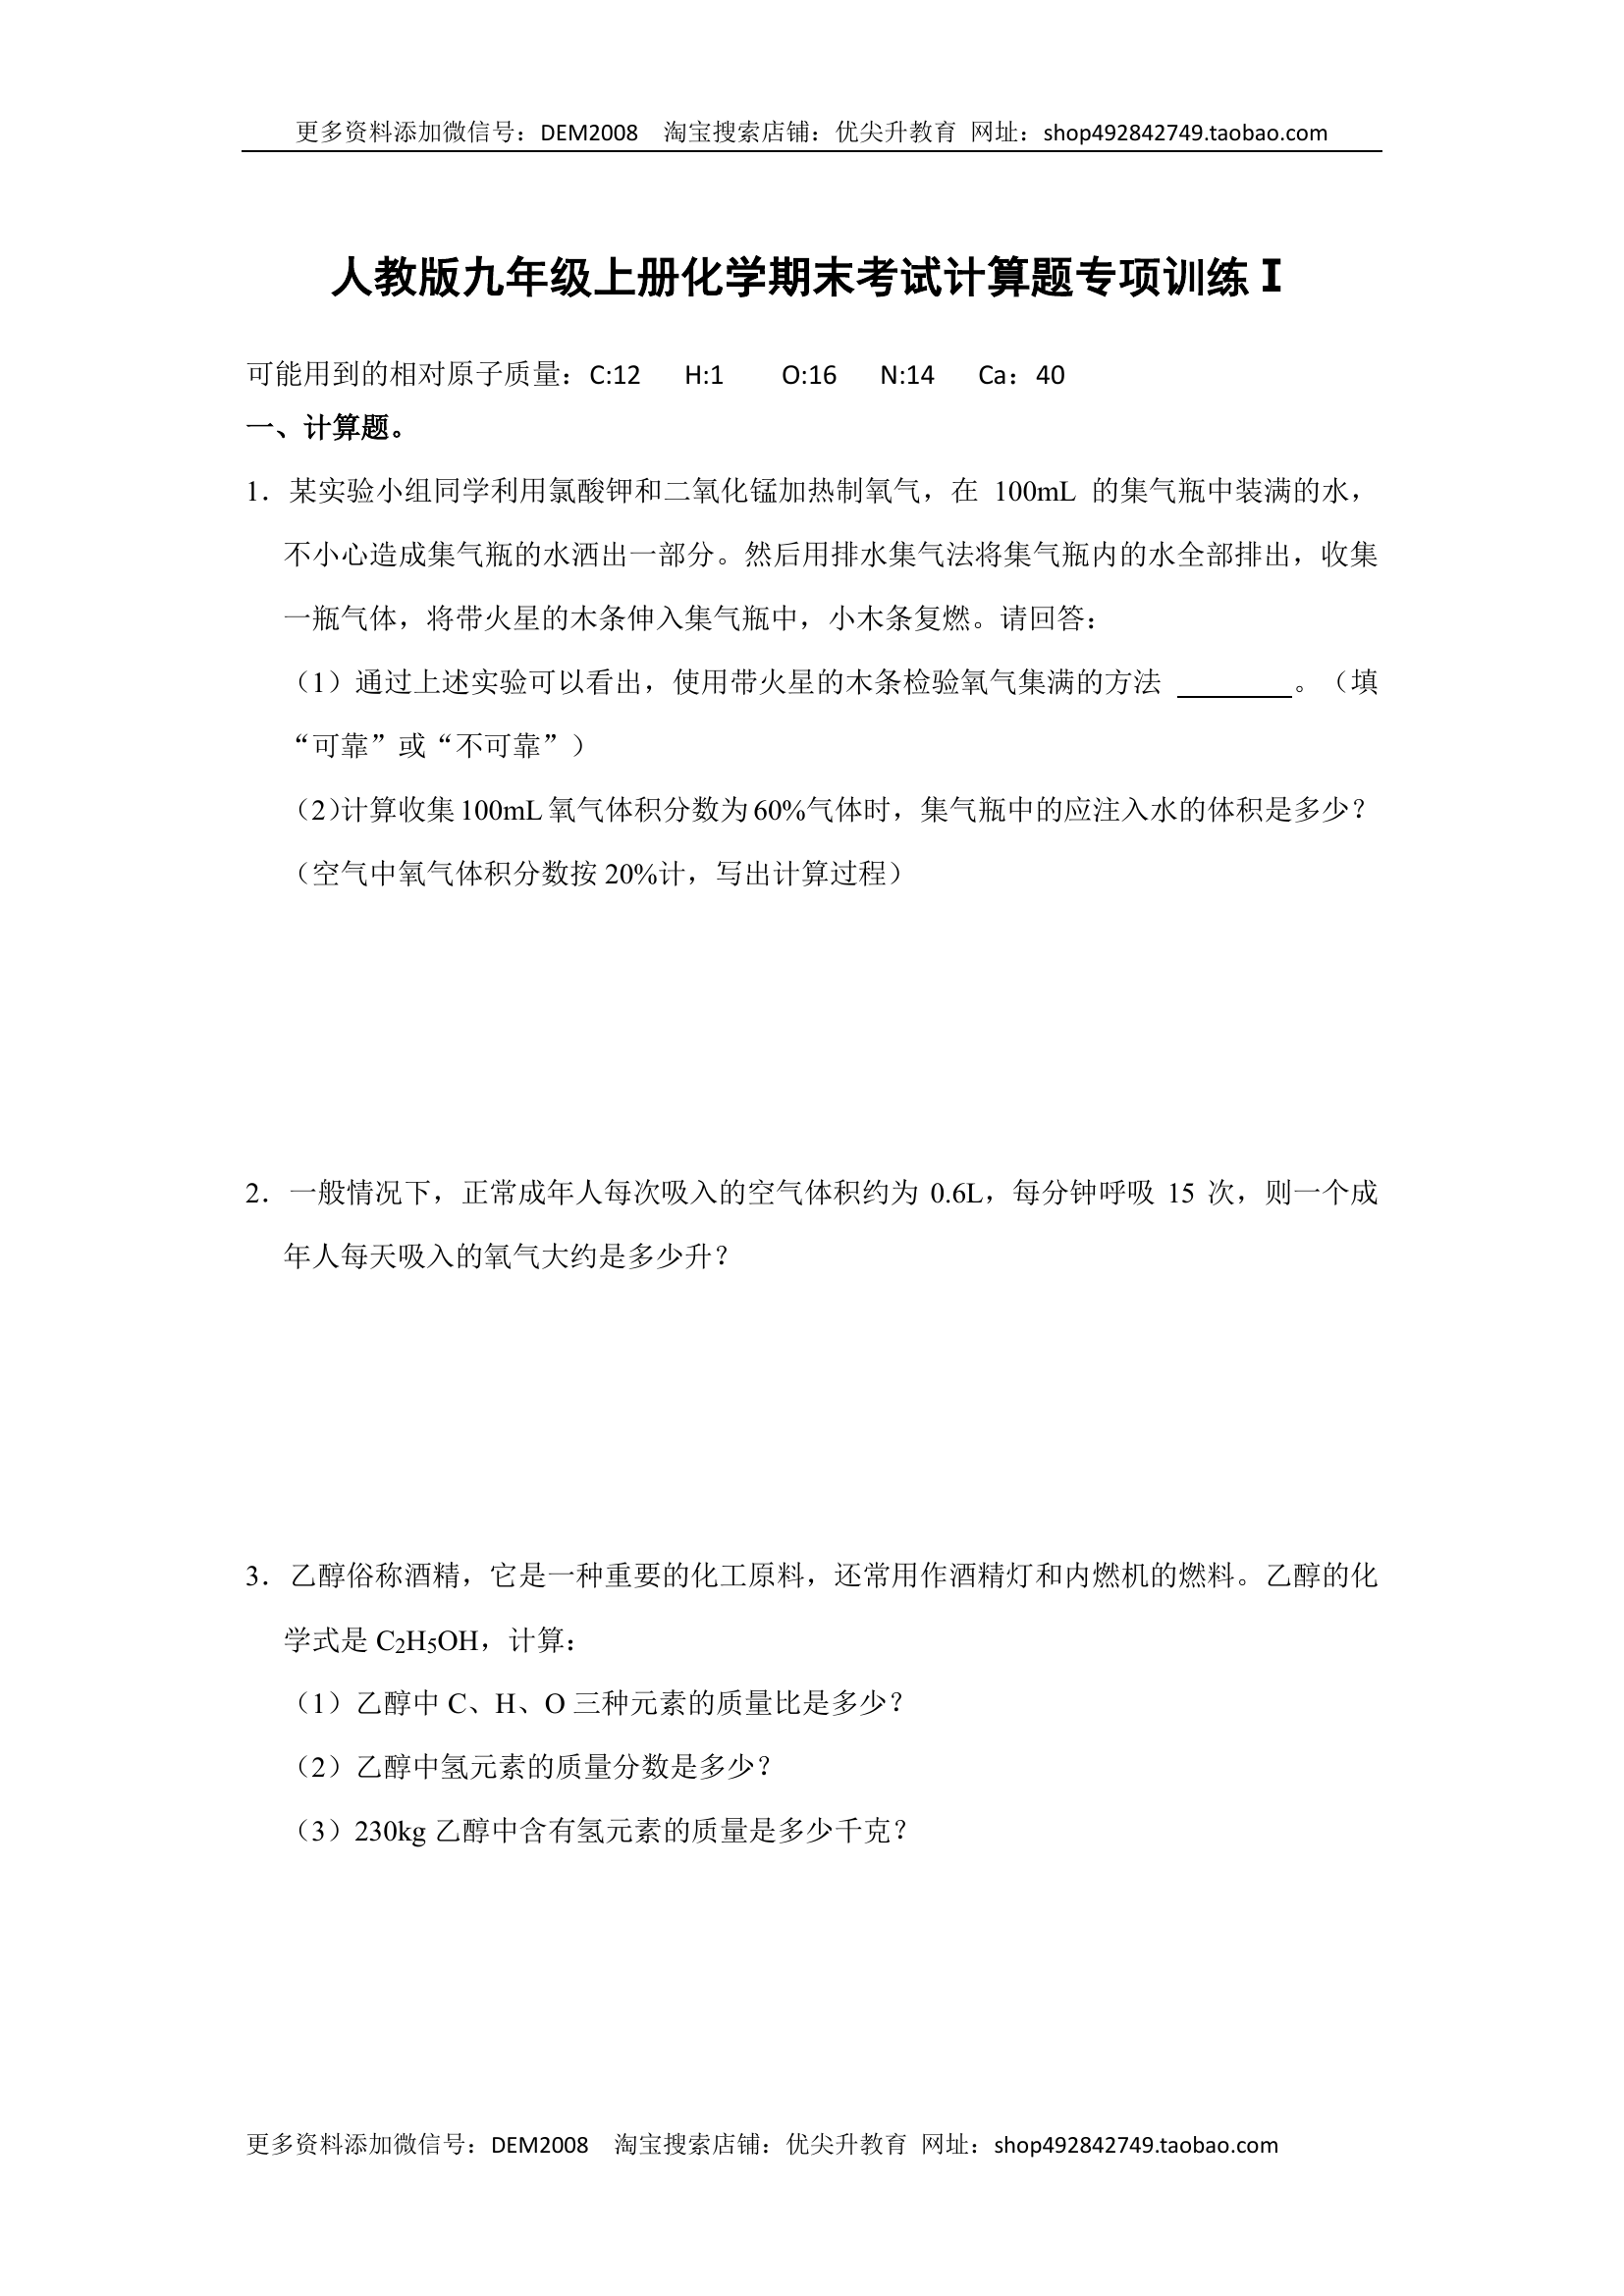 更多资料添加微信号：DEM2008  淘宝搜索店铺：优尖升教育 网址：shop492842749.taobao.com
人教版九年级上册化学期末考试计算题专项训练Ⅰ
可能用到的相对原子质量：C:12  H:1  O:16  N:14  Ca：40
一、计算题。
1．某实验小组同学利用氯酸钾和二氧化锰加热制氧气，在 100mL 的集气瓶中装满的水，
不小心造成集气瓶的水洒出一部分。然后用排水集气法将集气瓶内的水全部排出，收集
一瓶气体，将带火星的木条伸入集气瓶中，小木条复燃。请回答：
（1）通过上述实验可以看出，使用带火星的木条检验氧气集满的方法 ________。（填
“可靠”或“不可靠”）
（2）计算收集100mL氧气体积分数为60%气体时，集气瓶中的应注入水的体积是多少？
（空气中氧气体积分数按20%计，写出计算过程）
2．一般情况下，正常成年人每次吸入的空气体积约为 0.6L，每分钟呼吸 15 次，则一个成
年人每天吸入的氧气大约是多少升？
3．乙醇俗称酒精，它是一种重要的化工原料，还常用作酒精灯和内燃机的燃料。乙醇的化
学式是 C₂H₅OH，计算：
（1）乙醇中 C、H、O 三种元素的质量比是多少？
（2）乙醇中氢元素的质量分数是多少？
（3）230kg 乙醇中含有氢元素的质量是多少千克？
更多资料添加微信号：DEM2008  淘宝搜索店铺：优尖升教育 网址：shop492842749.taobao.com